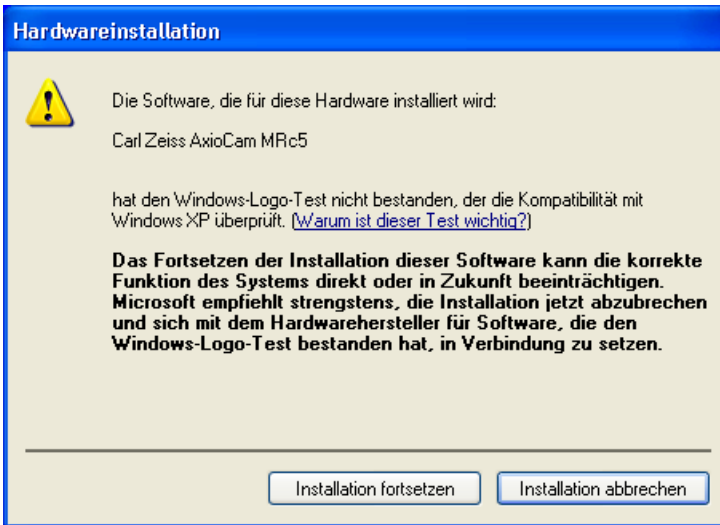 Hardwareinstallation
Die Software, die für diese Hardware installiert wird:
Carl Zeiss AxioCam MRc5
hat den Windows-Logo-Test nicht bestanden, der die Kompatibilität mit
Windows XP überprüft. (Warum ist dieser Test wichtig?)
Das Fortsetzen der Installation dieser Software kann die korrekte
Funktion des Systems direkt oder in Zukunft beeinträchtigen.
Microsoft empfiehlt strengstens, die Installation jetzt abzubrechen
und sich mit dem Hardwarehersteller für Software, die den
Windows-Logo-Test bestanden hat, in Verbindung zu setzen.
Installation fortsetzen Installation abbrechen